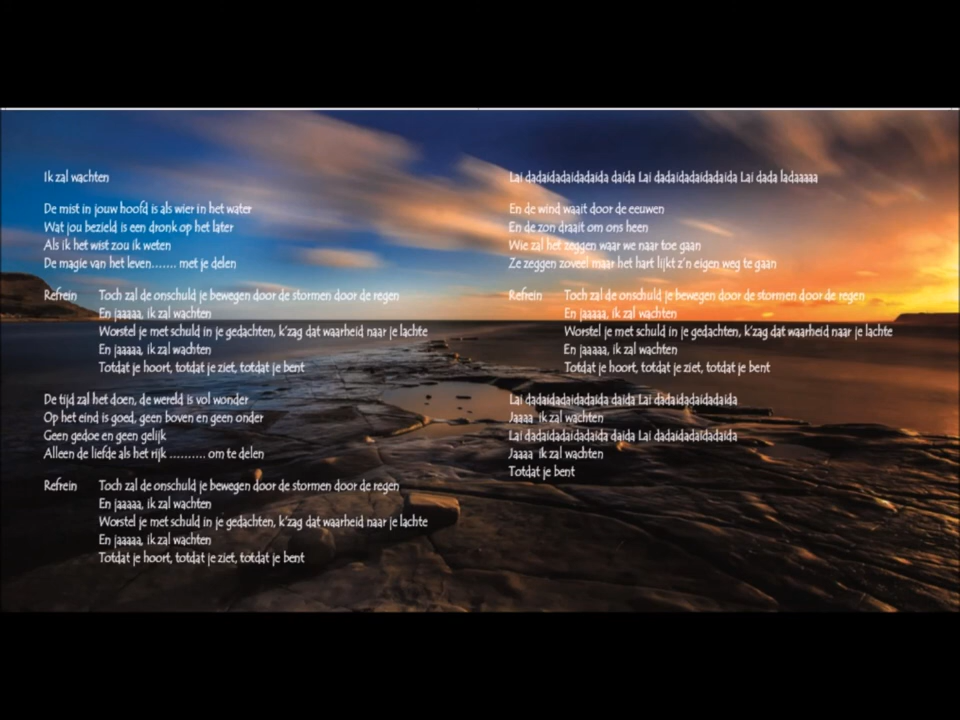 Ik zal wachten
De mist in jouw hoofd is als wier in het water
Wat jou bezield is een dronk op het later
Als ik het wist zou ik weten
De magie van het leven....... met je delen
Refrein Toch zal de onschuld je bewegen door de stormen door de regen
En jaaaaa, ik zal wachten
Worstel je met schuld in je gedachten, k'zag dat waarheid naar je lachte
En jaaaaa, ik zal wachten
Totdat je hoort, totdat je ziet, totdat je bent
De tijd zal het doen, de wereld is vol wonder
Op het eind is goed, geen boven en geen onder
Geen gedoe en geen gelijk
Alleen de liefde als het rijk .......... om te delen
Refrein Toch zal de onschuld je bewegen door de stormen door de regen
En jaaaaa, ik zal wachten
Worstel je met schuld in je gedachten, k'zag dat waarheid naar je lachte
En jaaaaa, ik zal wachten
Totdat je hoort, totdat je ziet, totdat je bent
Lai dadaidadaidadaida daida Lai dadaidadaidadaida Lai dada ladaaaaa
En de wind waait door de eeuwen
En de zon draait om ons heen
Wie zal het zeggen waar we naar toe gaan
Ze zeggen zoveel maar het hart lijkt z'n eigen weg te gaan
Refrein Toch zal de onschuld je bewegen door de stormen door de regen
En jaaaaa, ik zal wachten
Worstel je met schuld in je gedachten, k'zag dat waarheid naar je lachte
En jaaaaa, ik zal wachten
Totdat je hoort, totdat je ziet, totdat je bent
Lai dadaidadaidadaida daida Lai dadaidadaidadaida
Jaaaa ik zal wachten
Lai dadaidadaidadaida daida Lai dadaidadaidadaida
Jaaaa ik zal wachten
Totdat je bent